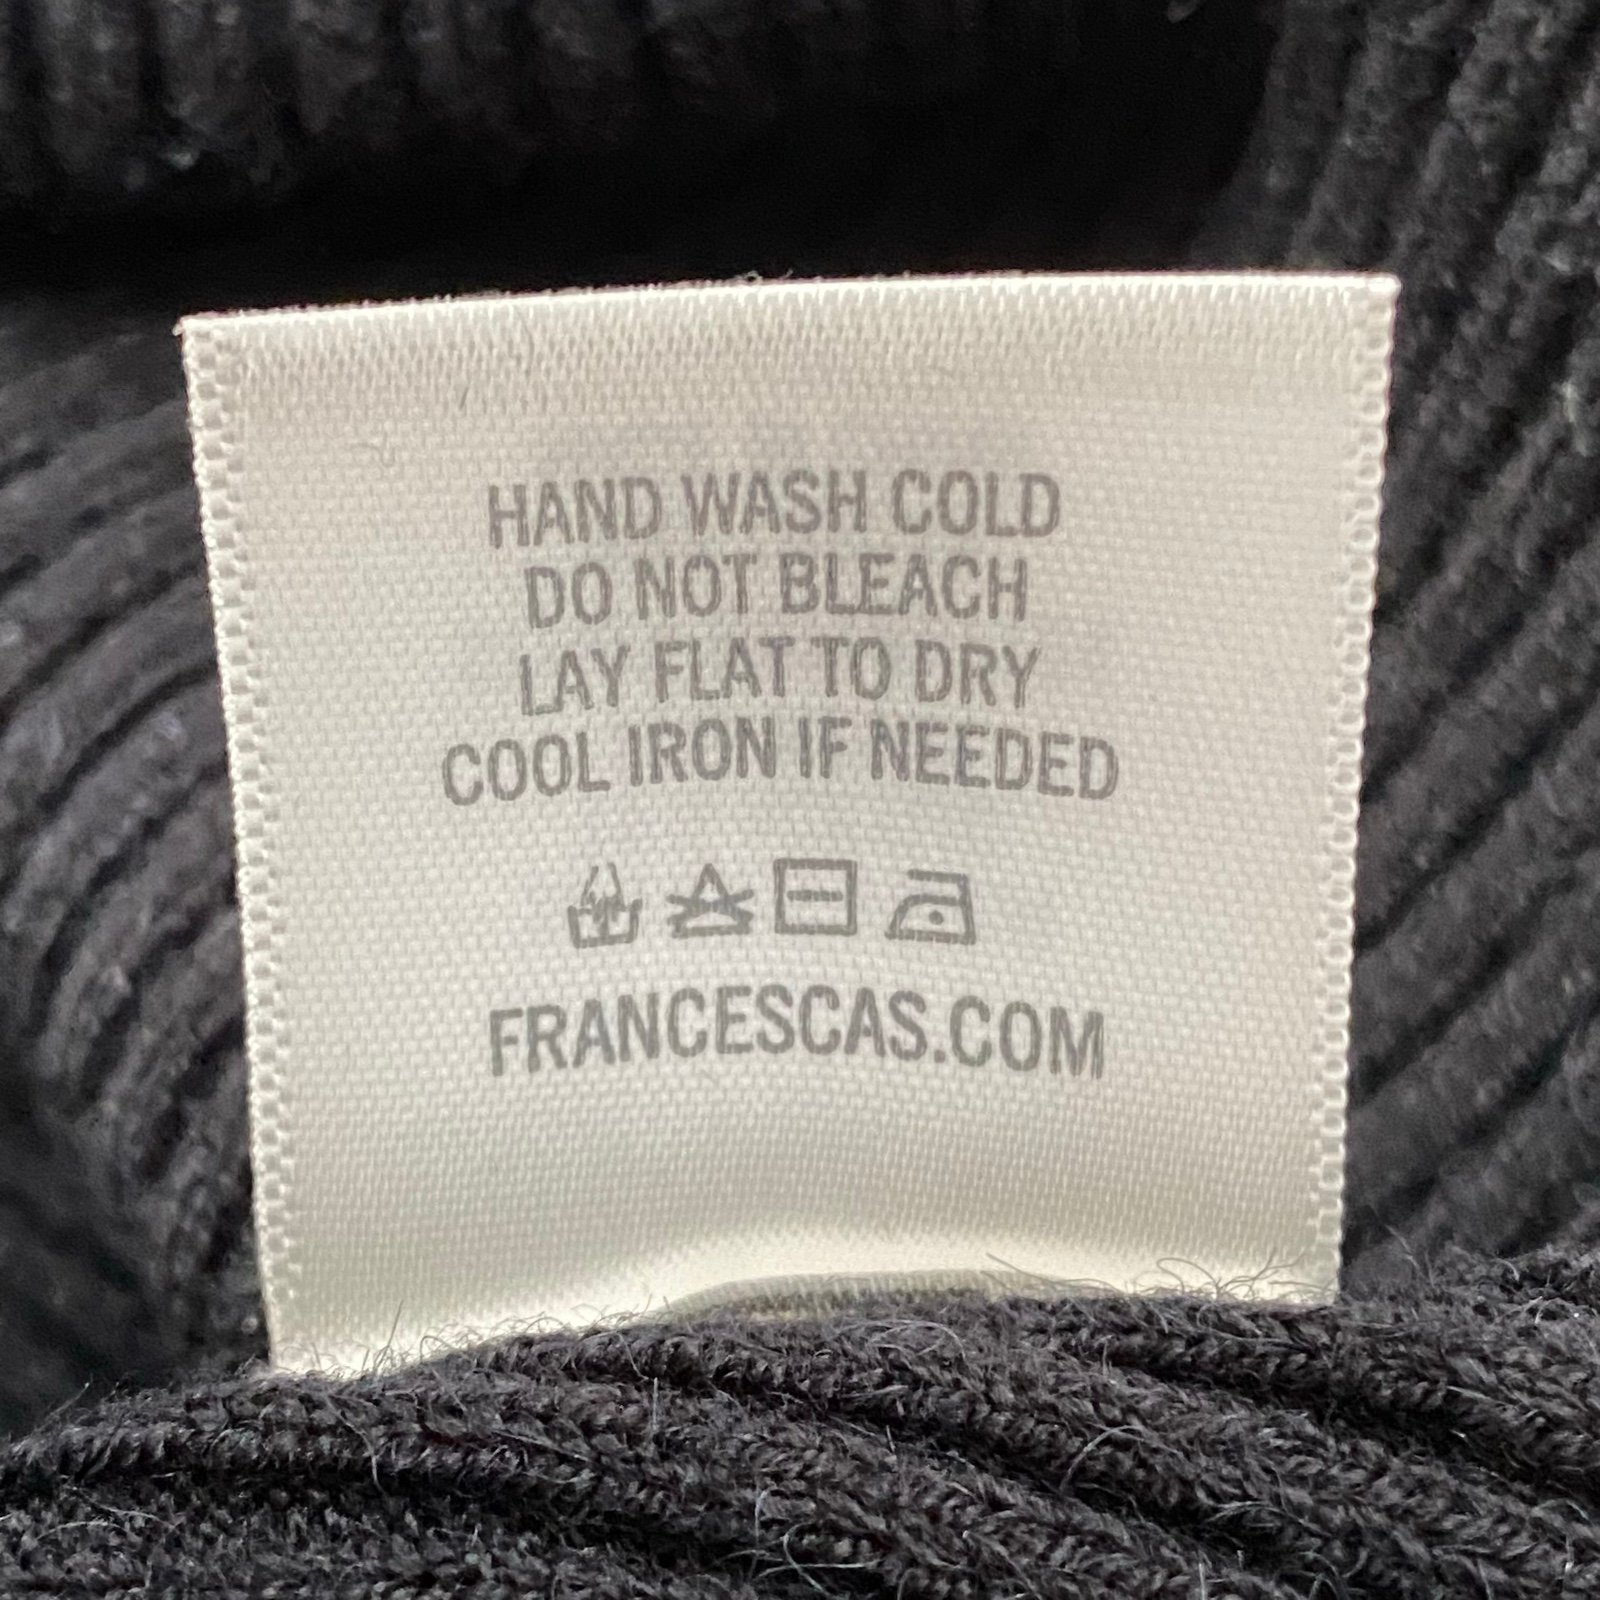 HAND WASH COLD
DO NOT BLEACH
LAY FLAT TO DRY
COOL IRON IF NEEDED
FRANCESCAS.COM